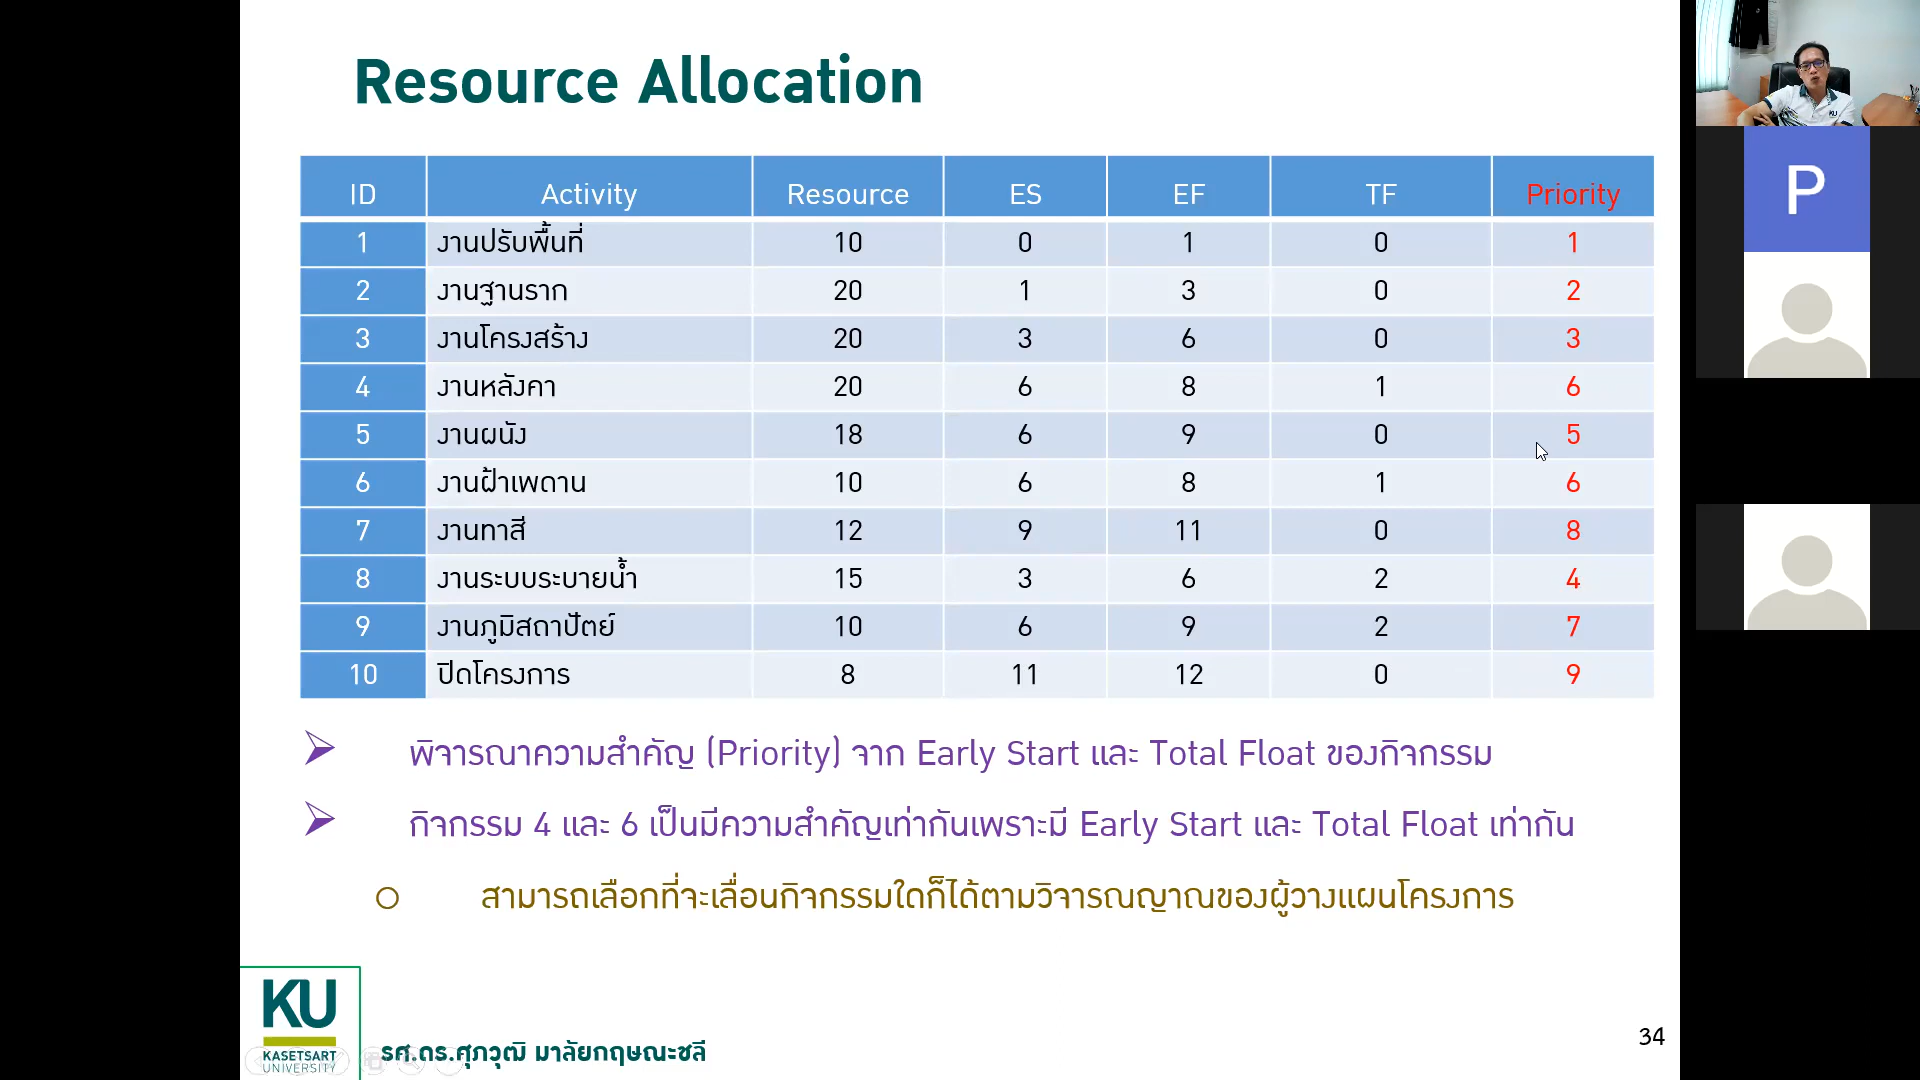 Resource Allocation
ID Activity Resource ES EF TF Priority
1 งานปรับพื้นที่ 10 0 1 0 1
2 งานฐานราก 20 1 3 0 2
3 งานโครงสร้าง 20 3 6 0 3
4 งานหลังคา 20 6 8 1 6
5 งานผนัง 18 6 9 0 5
6 งานฝ้าเพดาน 10 6 8 1 6
7 งานทาสี 12 9 11 0 8
8 งานระบบระบายน้ำ 15 3 6 2 4
9 งานภูมิสถาปัตย์ 10 6 9 2 7
10 ปิดโครงการ 8 11 12 0 9
พิจารณาความสำคัญ (Priority) จาก Early Start และ Total Float ของกิจกรรม
กิจกรรม 4 และ 6 เป็นมีความสำคัญเท่ากันเพราะมี Early Start และ Total Float เท่ากัน
สามารถเลือกที่จะเลื่อนกิจกรรมใดก็ได้ตามวิจารณญาณของผู้วางแผนโครงการ
KU
KASETSART
UNIVERSITY
รศ.ดร.ศุภวุฒิ มาลัยกฤษณะชลี
34
P
KU